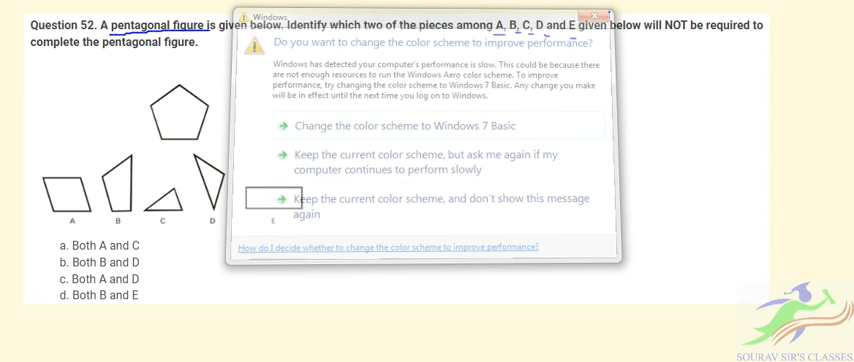 Question 52. A pentagonal figure is given below. Identify which two of the pieces among A, B, C, D and E given below will NOT be required to
complete the pentagonal figure.
Windows
Do you want to change the color scheme to improve performance?
Windows has detected your computer's performance is slow. This could be because there
are not enough resources to run the Windows Aero color scheme. To improve
performance, try changing the color scheme to Windows 7 Basic. Any change you make
will be in effect until the next time you log on to Windows.
Change the color scheme to Windows 7 Basic
Keep the current color scheme, but ask me again if my
computer continues to perform slowly
Keep the current color scheme, and don't show this message
again
How do I decide whether to change the color scheme to improve performance?
A B C D E
a. Both A and C
b. Both B and D
c. Both A and D
d. Both B and E
SOURAV SIR'S CLASSES